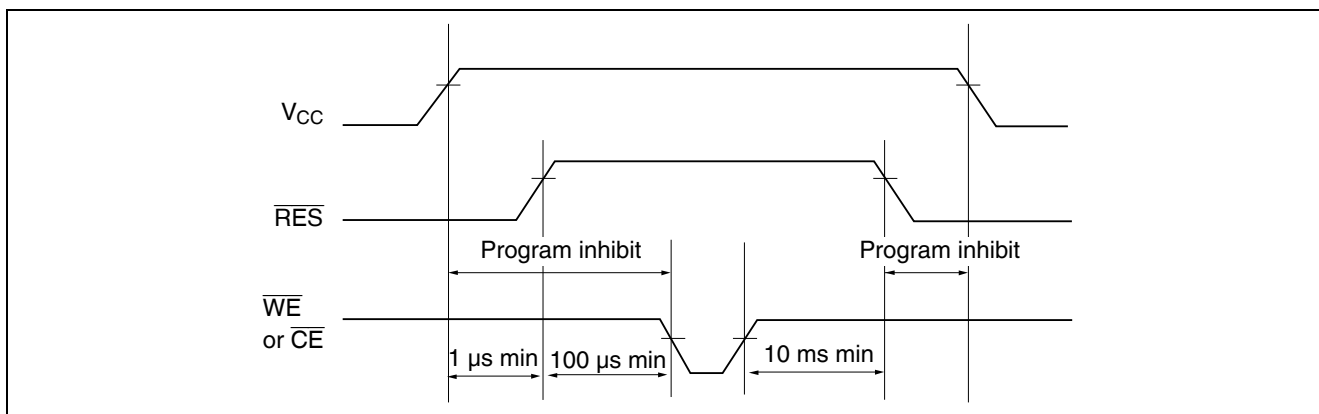 VCC
RES
Program inhibit
Program inhibit
WE
or CE
1 µs min
100 µs min
10 ms min